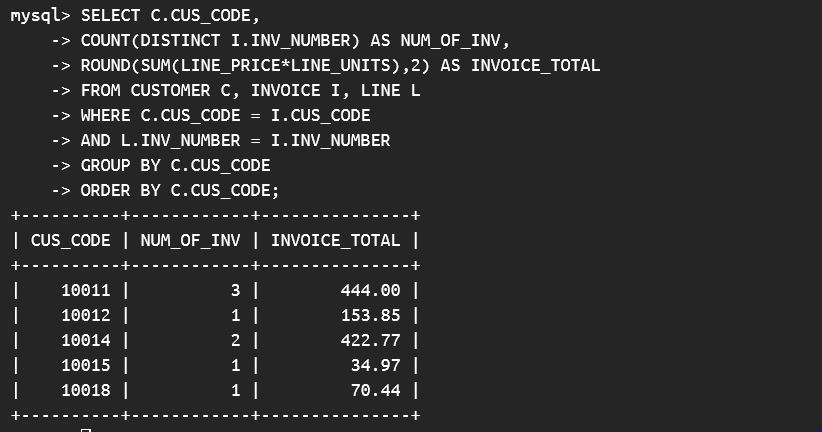 mysql> SELECT C.CUS_CODE,
    -> COUNT(DISTINCT I.INV_NUMBER) AS NUM_OF_INV,
    -> ROUND(SUM(LINE_PRICE*LINE_UNITS),2) AS INVOICE_TOTAL
    -> FROM CUSTOMER C, INVOICE I, LINE L
    -> WHERE C.CUS_CODE = I.CUS_CODE
    -> AND L.INV_NUMBER = I.INV_NUMBER
    -> GROUP BY C.CUS_CODE
    -> ORDER BY C.CUS_CODE;
+----------+------------+---------------+
| CUS_CODE | NUM_OF_INV | INVOICE_TOTAL |
+----------+------------+---------------+
|    10011 |          3 |        444.00 |
|    10012 |          1 |        153.85 |
|    10014 |          2 |        422.77 |
|    10015 |          1 |         34.97 |
|    10018 |          1 |         70.44 |
+----------+------------+---------------+